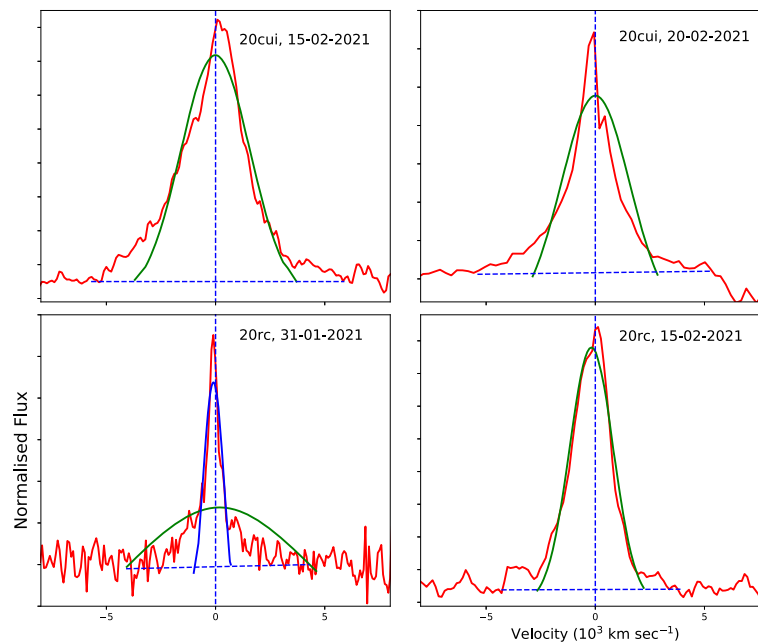 20cui, 15-02-2021
20cui, 20-02-2021
20rc, 31-01-2021
20rc, 15-02-2021
Normalised Flux
−5 0 5
−5 0 5
Velocity (10³ km sec⁻¹)